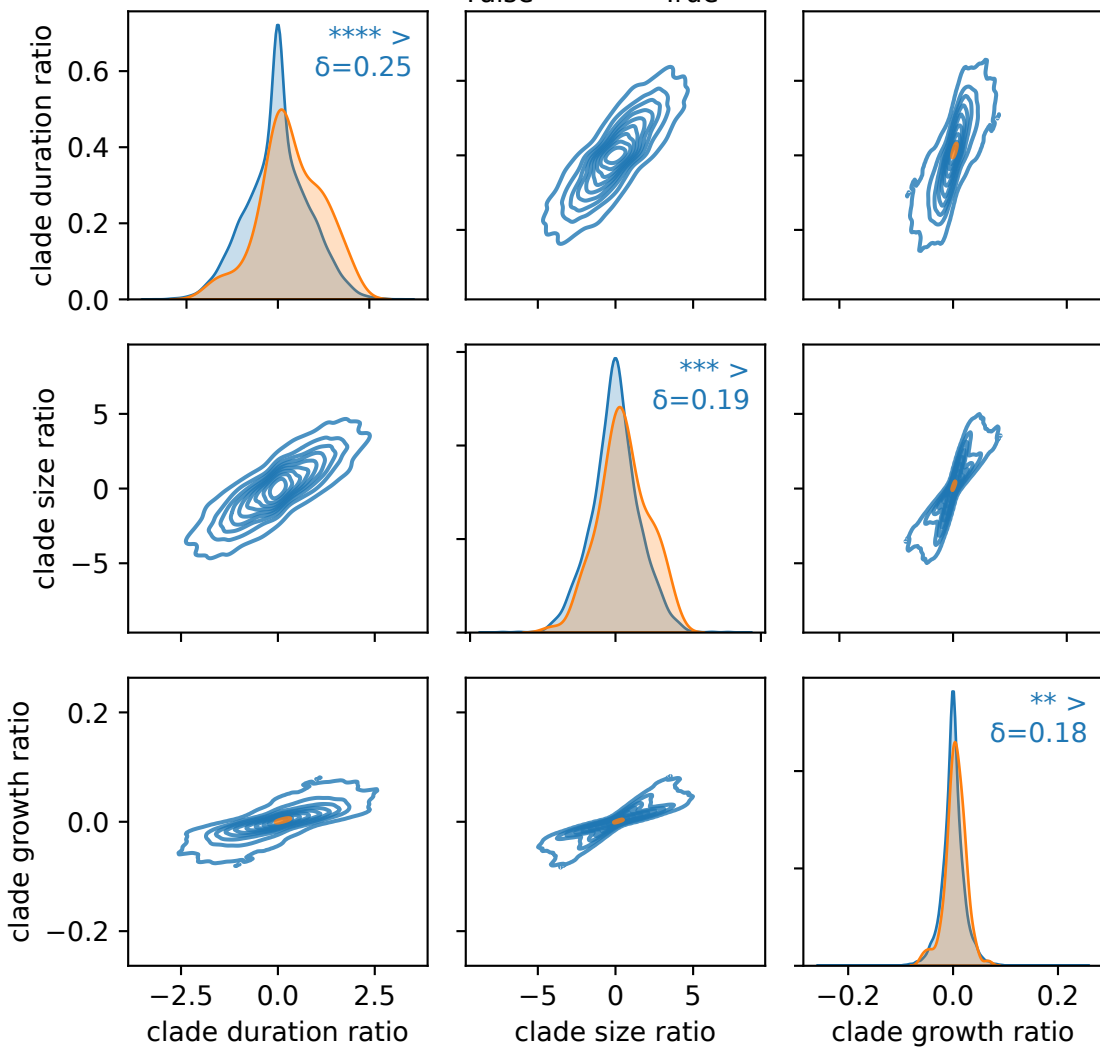 **** >
δ=0.25
clade duration ratio
0.6
0.4
0.2
0.0
*** >
δ=0.19
clade size ratio
5
0
−5
** >
δ=0.18
clade growth ratio
0.2
0.0
−0.2
−2.5 0.0 2.5
−5 0 5
−0.2 0.0 0.2
clade duration ratio
clade size ratio
clade growth ratio